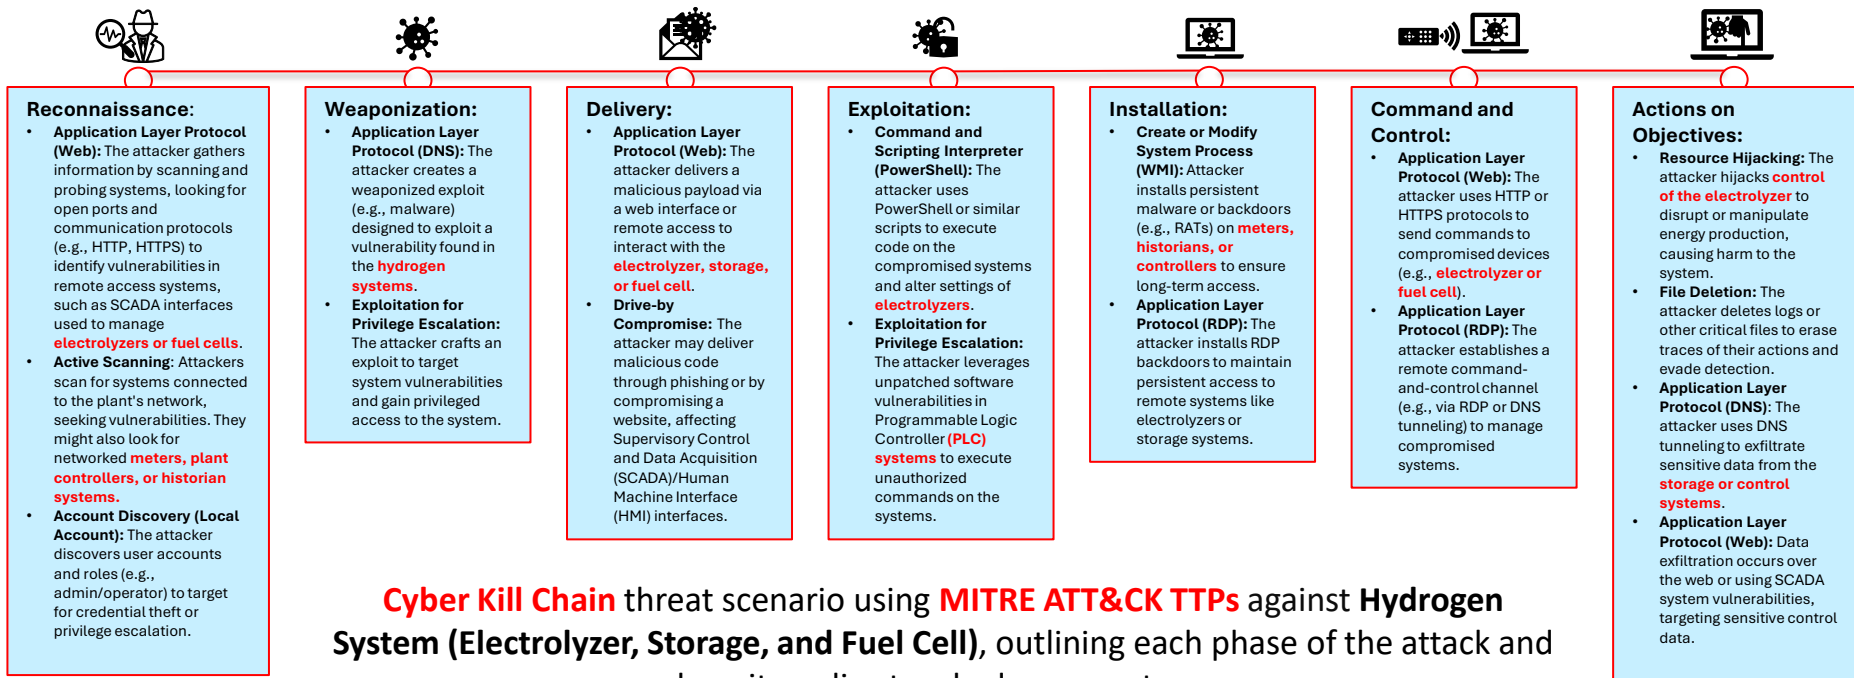 Reconnaissance:
• Application Layer Protocol
(Web): The attacker gathers
information by scanning and
probing systems, looking for
open ports and
communication protocols
(e.g., HTTP, HTTPS) to
identify vulnerabilities in
remote access systems,
such as SCADA interfaces
used to manage
electrolyzers or fuel cells.
• Active Scanning: Attackers
scan for systems connected
to the plant's network,
seeking vulnerabilities. They
might also look for
networked meters, plant
controllers, or historian
systems.
• Account Discovery (Local
Account): The attacker
discovers user accounts
and roles (e.g.,
admin/operator) to target
for credential theft or
privilege escalation.
Weaponization:
• Application Layer
Protocol (DNS): The
attacker creates a
weaponized exploit
(e.g., malware)
designed to exploit a
vulnerability found in
the hydrogen
systems.
• Exploitation for
Privilege Escalation:
The attacker crafts an
exploit to target
system vulnerabilities
and gain privileged
access to the system.
Delivery:
• Application Layer
Protocol (Web): The
attacker delivers a
malicious payload via
a web interface or
remote access to
interact with the
electrolyzer, storage,
or fuel cell.
• Drive-by
Compromise: The
attacker may deliver
malicious code
through phishing or by
compromising a
website, affecting
Supervisory Control
and Data Acquisition
(SCADA)/Human
Machine Interface
(HMI) interfaces.
Exploitation:
• Command and
Scripting Interpreter
(PowerShell): The
attacker uses
PowerShell or similar
scripts to execute
code on the
compromised systems
and alter settings of
electrolyzers.
• Exploitation for
Privilege Escalation:
The attacker leverages
unpatched software
vulnerabilities in
Programmable Logic
Controller (PLC)
systems to execute
unauthorized
commands on the
systems.
Installation:
• Create or Modify
System Process
(WMI): Attacker
installs persistent
malware or backdoors
(e.g., RATs) on meters,
historians, or
controllers to ensure
long-term access.
• Application Layer
Protocol (RDP): The
attacker installs RDP
backdoors to maintain
persistent access to
remote systems like
electrolyzers or
storage systems.
Command and
Control:
• Application Layer
Protocol (Web): The
attacker uses HTTP or
HTTPS protocols to
send commands to
compromised devices
(e.g., electrolyzer or
fuel cell).
• Application Layer
Protocol (RDP): The
attacker establishes a
remote command-
and-control channel
(e.g., via RDP or DNS
tunneling) to manage
compromised
systems.
Actions on
Objectives:
• Resource Hijacking: The
attacker hijacks control
of the electrolyzer to
disrupt or manipulate
energy production,
causing harm to the
system.
• File Deletion: The
attacker deletes logs or
other critical files to erase
traces of their actions and
evade detection.
• Application Layer
Protocol (DNS): The
attacker uses DNS
tunneling to exfiltrate
sensitive data from the
storage or control
systems.
• Application Layer
Protocol (Web): Data
exfiltration occurs over
the web or using SCADA
system vulnerabilities,
targeting sensitive control
data.
Cyber Kill Chain threat scenario using MITRE ATT&CK TTPs against Hydrogen
System (Electrolyzer, Storage, and Fuel Cell), outlining each phase of the attack and